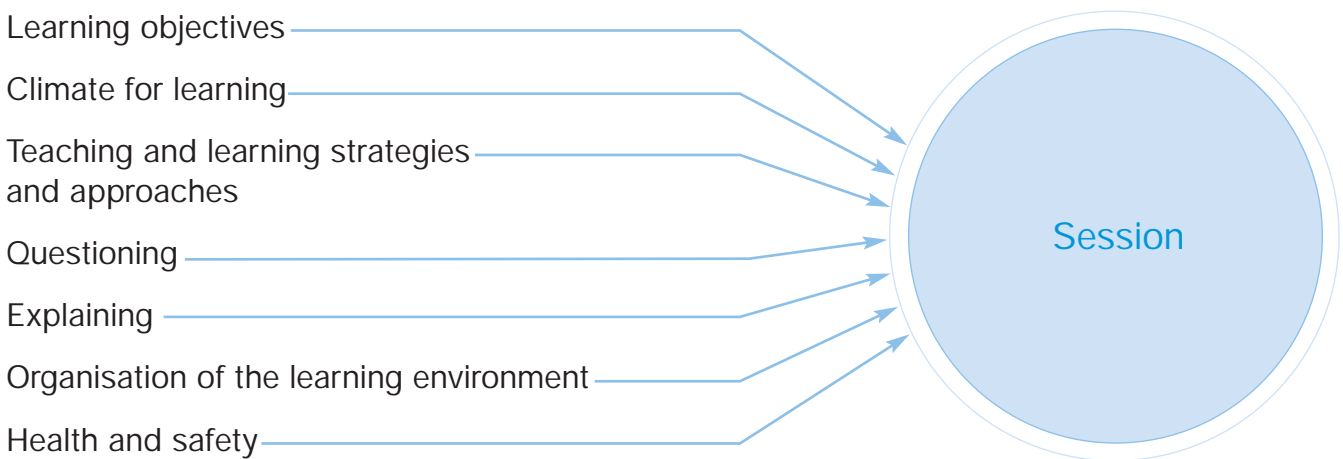 Learning objectives
Climate for learning
Teaching and learning strategies
and approaches
Questioning
Explaining
Organisation of the learning environment
Health and safety
Session